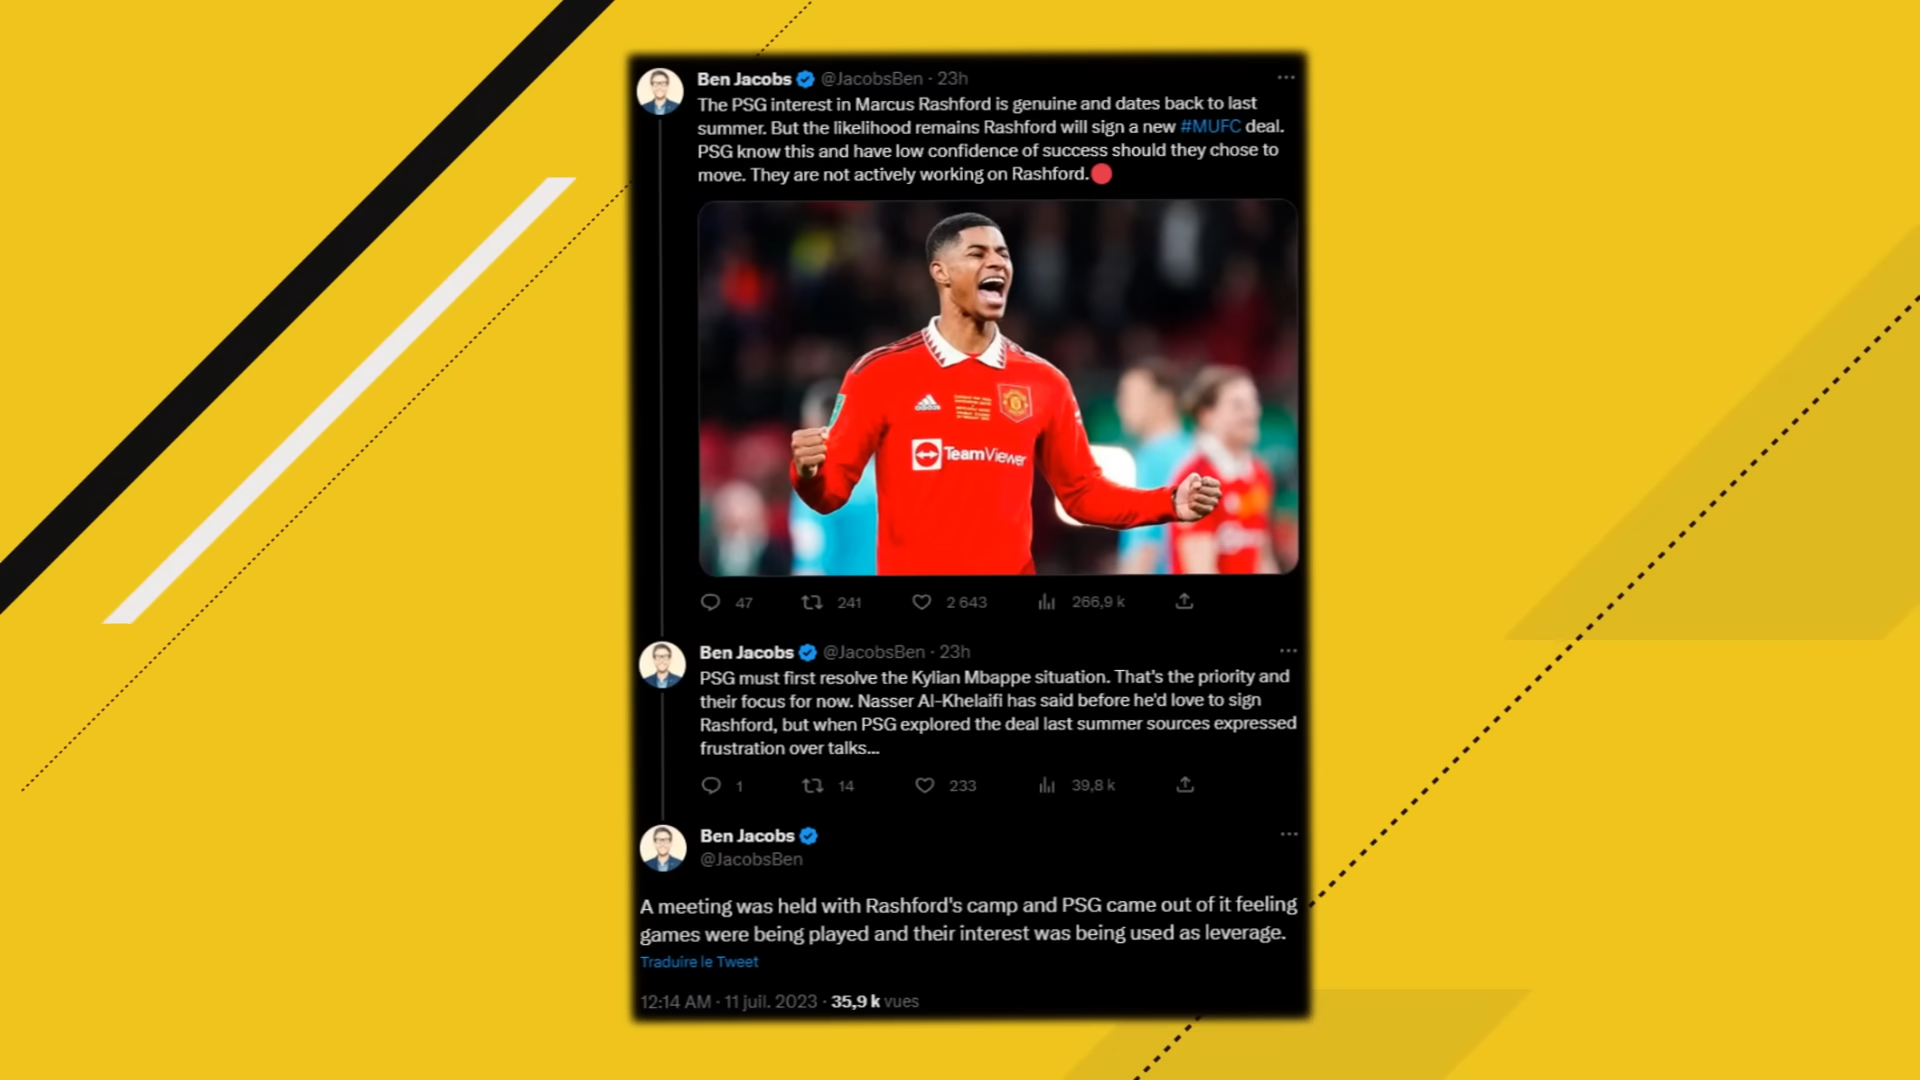 Ben Jacobs @JacobsBen · 23h
The PSG interest in Marcus Rashford is genuine and dates back to last
summer. But the likelihood remains Rashford will sign a new #MUFC deal.
PSG know this and have low confidence of success should they chose to
move. They are not actively working on Rashford.
adidas
TeamViewer
47 241 2 643 266,9 k
Ben Jacobs @JacobsBen · 23h
PSG must first resolve the Kylian Mbappe situation. That's the priority and
their focus for now. Nasser Al-Khelaifi has said before he'd love to sign
Rashford, but when PSG explored the deal last summer sources expressed
frustration over talks...
1 14 233 39,8 k
Ben Jacobs
@JacobsBen
A meeting was held with Rashford's camp and PSG came out of it feeling
games were being played and their interest was being used as leverage.
Traduire le Tweet
12:14 AM · 11 juil. 2023 · 35,9 k vues